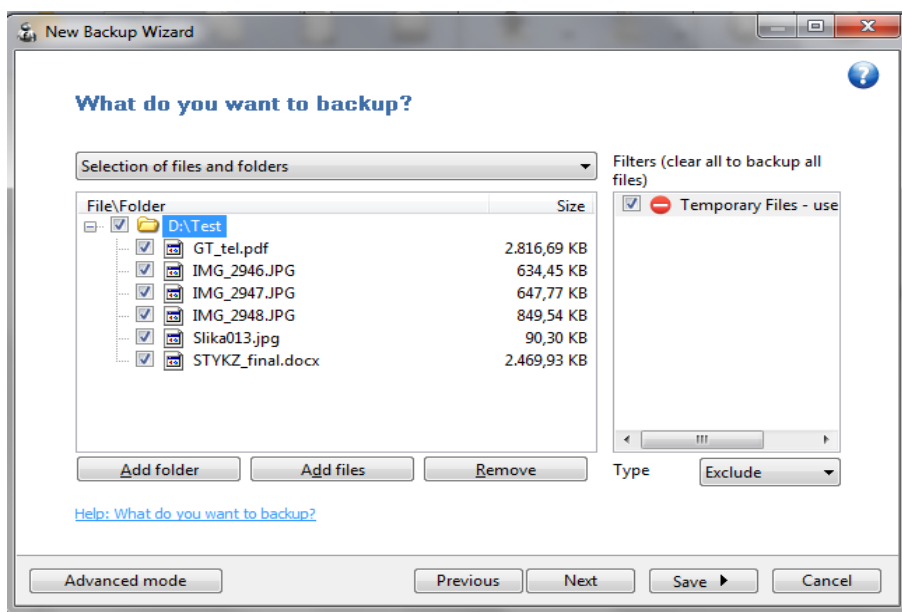 New Backup Wizard
What do you want to backup?
Selection of files and folders
Filters (clear all to backup all
files)
File\Folder Size
D:\Test
GT_tel.pdf 2.816,69 KB
IMG_2946.JPG 634,45 KB
IMG_2947.JPG 647,77 KB
IMG_2948.JPG 849,54 KB
Slika013.jpg 90,30 KB
STYKZ_final.docx 2.469,93 KB
Temporary Files - use
Add folder Add files Remove
Type Exclude
Help: What do you want to backup?
Advanced mode Previous Next Save Cancel